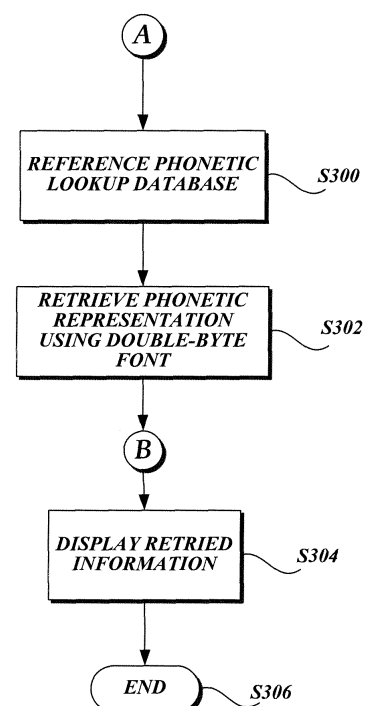 A
REFERENCE PHONETIC
LOOKUP DATABASE
S300
RETRIEVE PHONETIC
REPRESENTATION
USING DOUBLE-BYTE
FONT
S302
B
DISPLAY RETRIED
INFORMATION
S304
END
S306